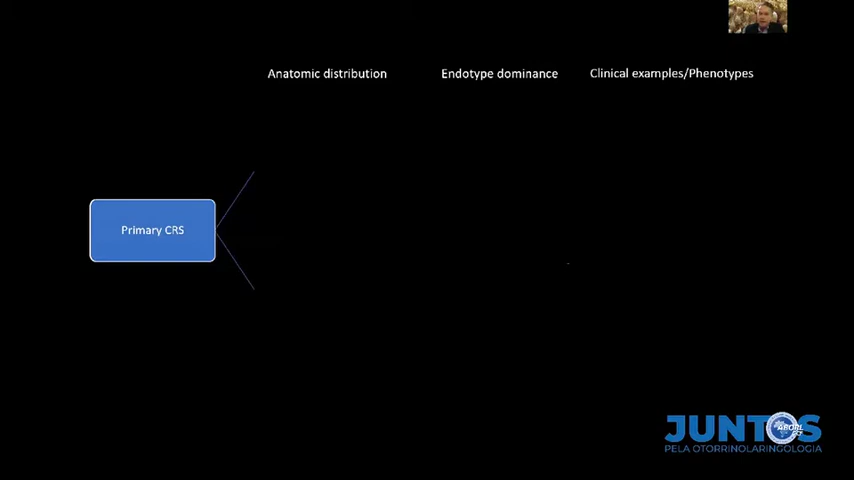 Anatomic distribution
Endotype dominance
Clinical examples/Phenotypes
Primary CRS
JUNTOS
PELA OTORRINOLARINGOLOGIA